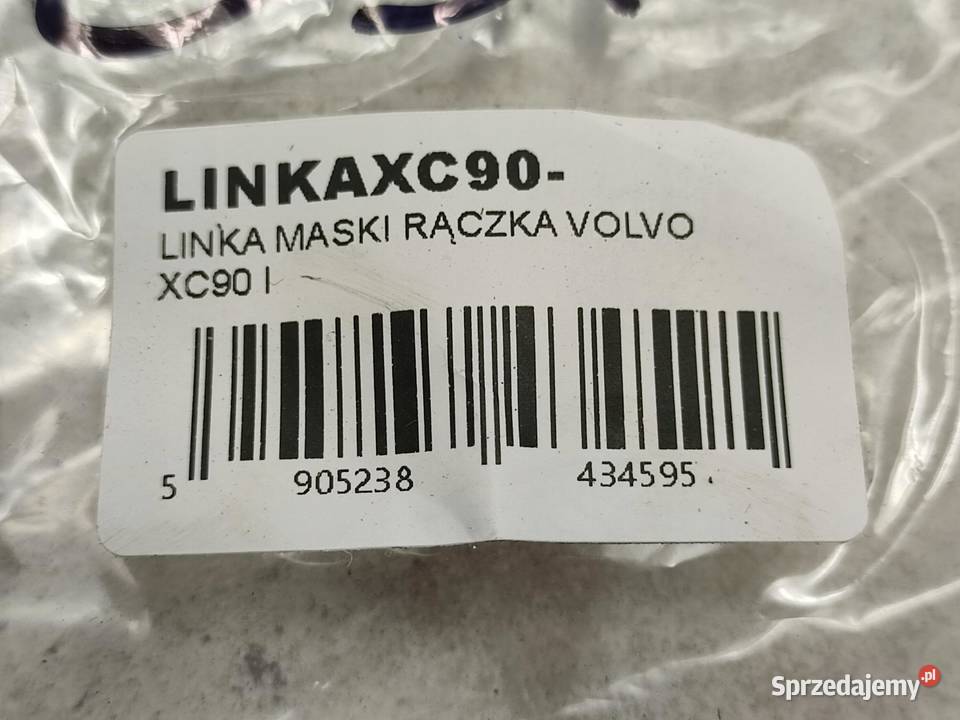 LINKAXC90-
LINKA MASKI RĄCZKA VOLVO
XC90 I
5 905238 434595
Sprzedajemy.pl